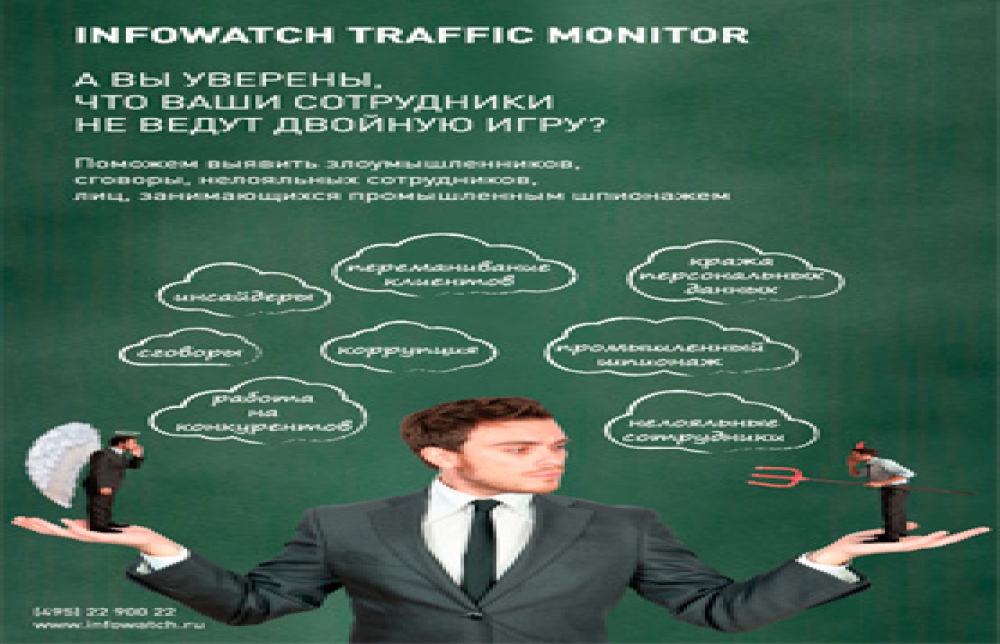 INFOWATCH TRAFFIC MONITOR
А ВЫ УВЕРЕНЫ,
ЧТО ВАШИ СОТРУДНИКИ
НЕ ВЕДУТ ДВОЙНУЮ ИГРУ?
Поможем выявить злоумышленников,
сговоры, нелояльных сотрудников,
лиц, занимающихся промышленным шпионажем
переманивание
клиентов
кража
персональных
данных
инсайдеры
сговоры
коррупция
промышленный
шпионаж
работа
на
конкурентов
нелояльные
сотрудники
(495) 22 900 22
www.infowatch.ru